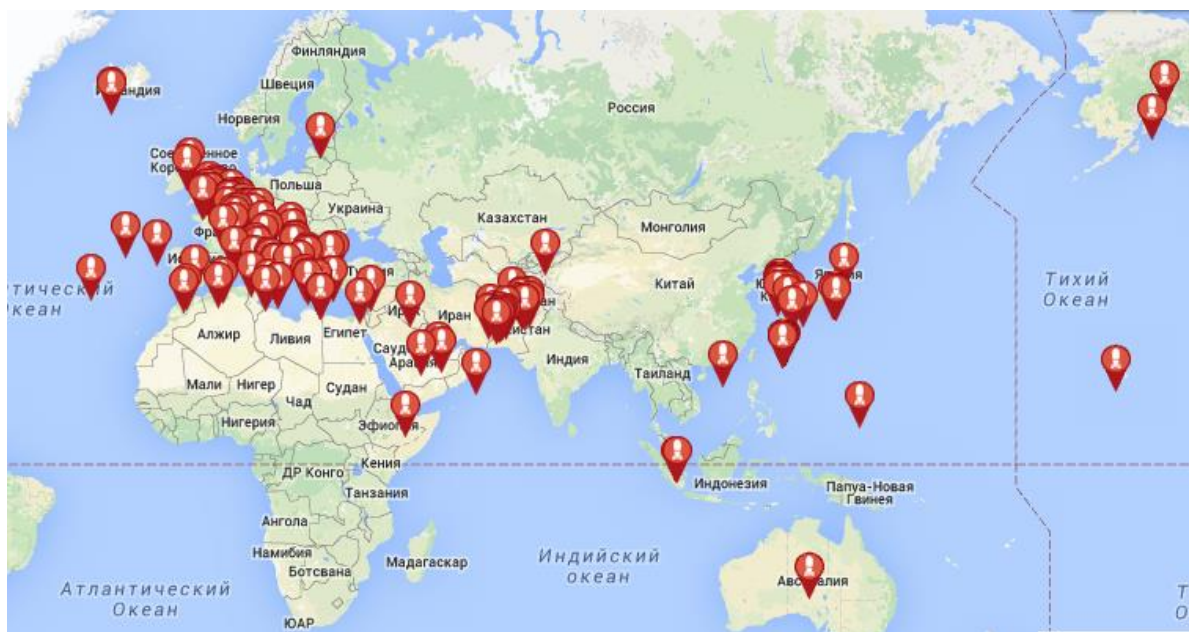 Финляндия
Швеция
Норвегия
Россия
Польша
Украина
Казахстан
Монголия
Китай
Тихий
Океан
Иран
Алжир
Ливия
Египет
Индия
Таиланд
Мали
Нигер
Судан
Чад
Нигерия
Кения
ДР Конго
Танзания
Индонезия
Папуа-Новая
Гвинея
Ангола
Намибия
Ботсвана
Мадагаскар
Индийский
океан
Атлантический
Океан
ЮАР